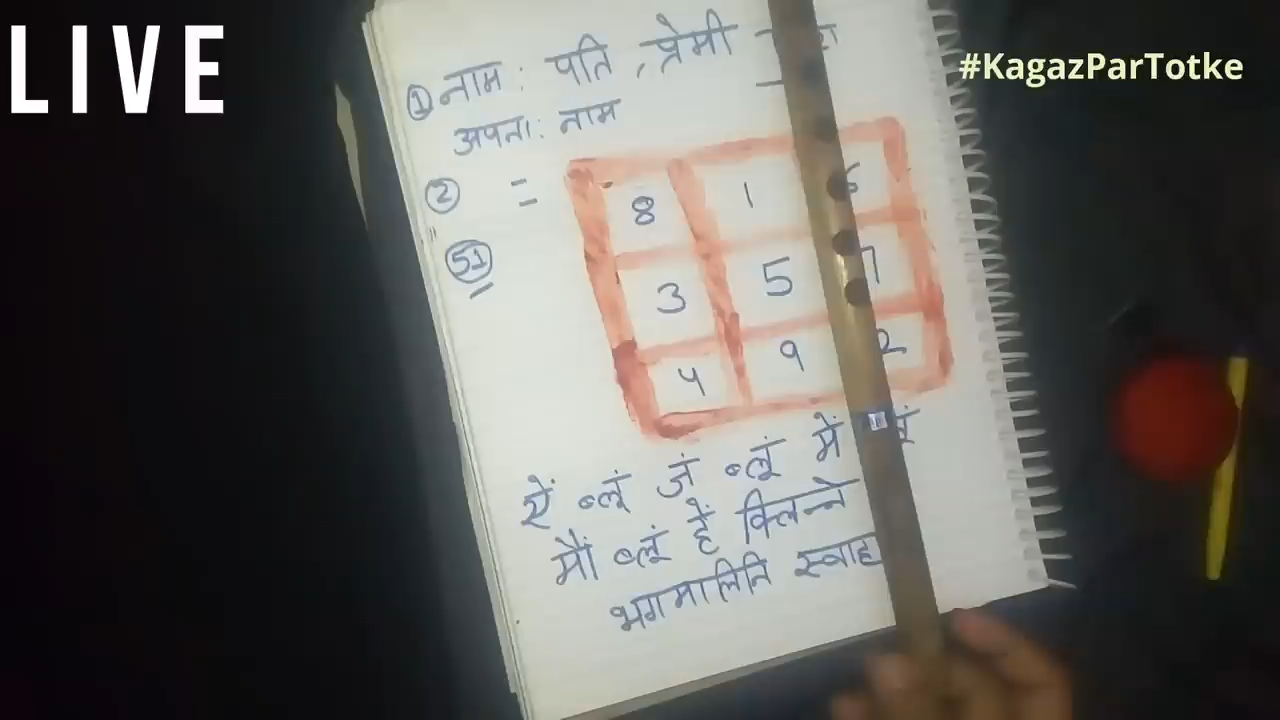 LIVE
#KagazParTotke
① नाम : पति , प्रेमी
अपना : नाम
② =
8 1 6
51
3 5 7
4 9 2
ऐं ब्लूं जं ब्लूं में
मौं ब्लूं हें क्लिन्ने
भगमालिनि स्वाहा